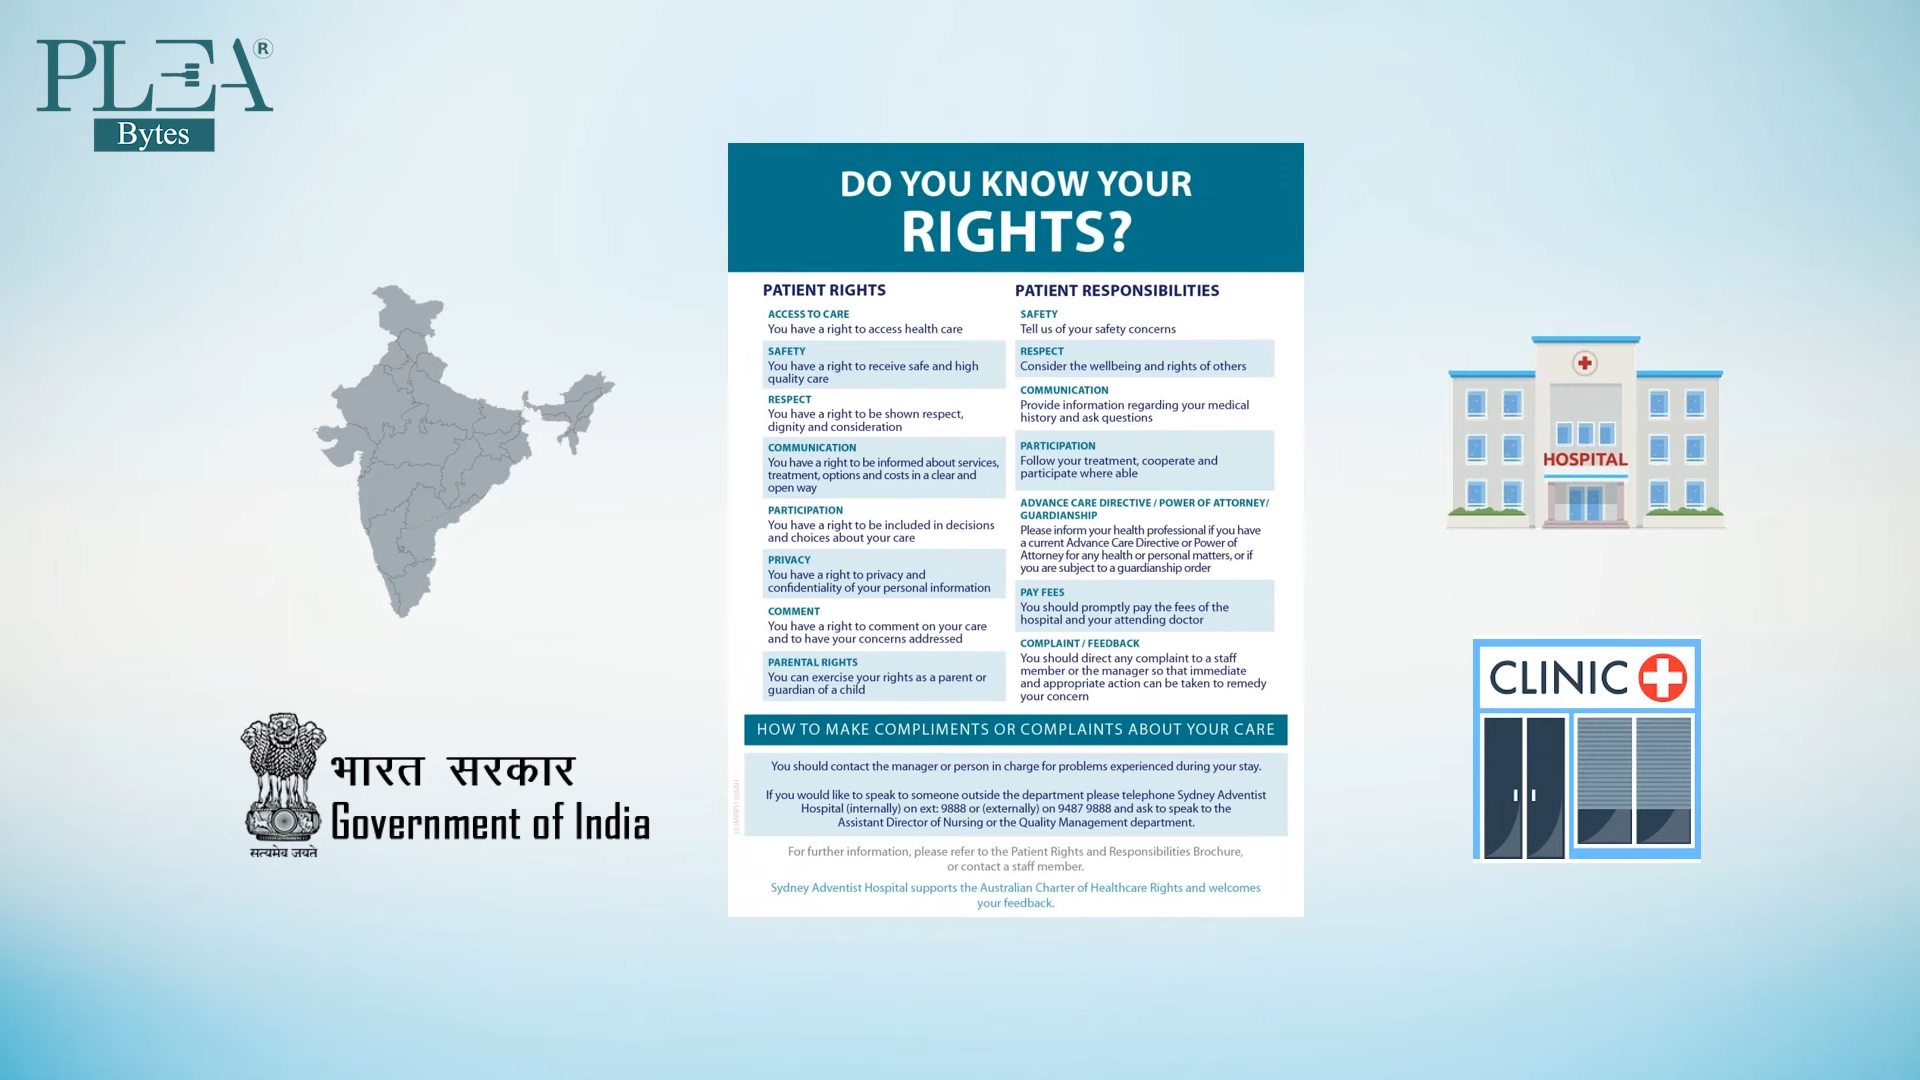 PLEA®
Bytes
DO YOU KNOW YOUR
RIGHTS?
PATIENT RIGHTS
ACCESS TO CARE
You have a right to access health care
SAFETY
You have a right to receive safe and high
quality care
RESPECT
You have a right to be shown respect,
dignity and consideration
COMMUNICATION
You have a right to be informed about services,
treatment, options and costs in a clear and
open way
PARTICIPATION
You have a right to be included in decisions
and choices about your care
PRIVACY
You have a right to privacy and
confidentiality of your personal information
COMMENT
You have a right to comment on your care
and to have your concerns addressed
PARENTAL RIGHTS
You can exercise your rights as a parent or
guardian of a child
PATIENT RESPONSIBILITIES
SAFETY
Tell us of your safety concerns
RESPECT
Consider the wellbeing and rights of others
COMMUNICATION
Provide information regarding your medical
history and ask questions
PARTICIPATION
Follow your treatment, cooperate and
participate where able
ADVANCE CARE DIRECTIVE / POWER OF ATTORNEY/
GUARDIANSHIP
Please inform your health professional if you have
a current Advance Care Directive or Power of
Attorney for any health or personal matters, or if
you are subject to a guardianship order
PAY FEES
You should promptly pay the fees of the
hospital and your attending doctor
COMPLAINT / FEEDBACK
You should direct any complaint to a staff
member or the manager so that immediate
and appropriate action can be taken to remedy
your concern
HOW TO MAKE COMPLIMENTS OR COMPLAINTS ABOUT YOUR CARE
You should contact the manager or person in charge for problems experienced during your stay.
If you would like to speak to someone outside the department please telephone Sydney Adventist
Hospital (internally) on ext: 9888 or (externally) on 9487 9888 and ask to speak to the
Assistant Director of Nursing or the Quality Management department.
For further information, please refer to the Patient Rights and Responsibilities Brochure,
or contact a staff member.
Sydney Adventist Hospital supports the Australian Charter of Healthcare Rights and welcomes
your feedback.
भारत सरकार
Government of India
सत्यमेव जयते
HOSPITAL
CLINIC